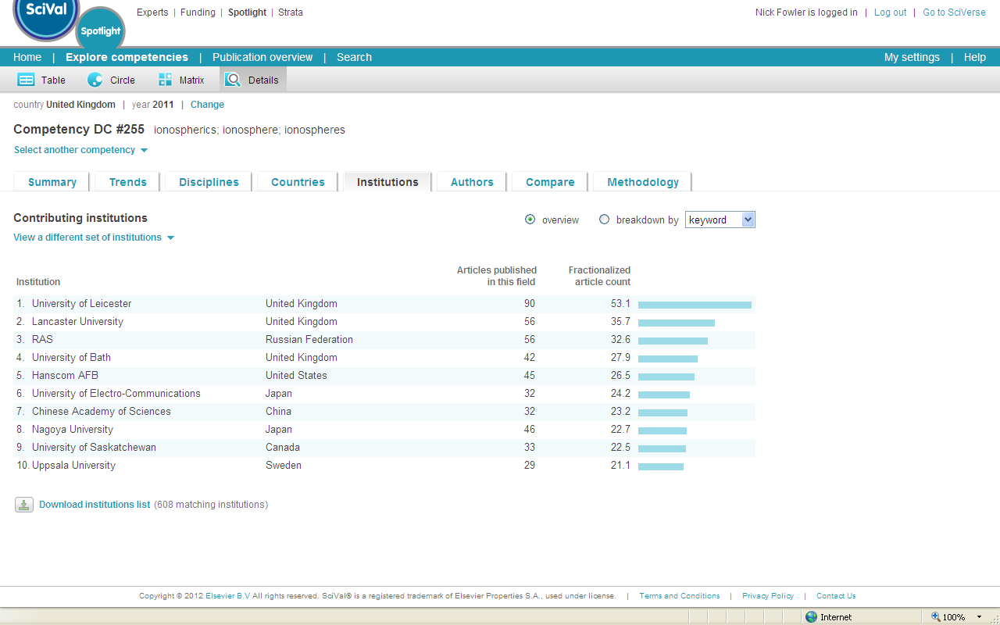 SciVal
Spotlight
Experts | Funding | Spotlight | Strata
Nick Fowler is logged in | Log out | Go to SciVerse
Home | Explore competencies | Publication overview | Search
My settings | Help
Table Circle Matrix Details
country United Kingdom | year 2011 | Change
Competency DC #255 ionospherics; ionosphere; ionospheres
Select another competency
Summary Trends Disciplines Countries Institutions Authors Compare Methodology
Contributing institutions
overview breakdown by keyword
View a different set of institutions
Institution Articles published in this field Fractionalized article count
1. University of Leicester United Kingdom 90 53.1
2. Lancaster University United Kingdom 56 35.7
3. RAS Russian Federation 56 32.6
4. University of Bath United Kingdom 42 27.9
5. Hanscom AFB United States 45 26.5
6. University of Electro-Communications Japan 32 24.2
7. Chinese Academy of Sciences China 32 23.2
8. Nagoya University Japan 46 22.7
9. University of Saskatchewan Canada 33 22.5
10. Uppsala University Sweden 29 21.1
Download institutions list (608 matching institutions)
Copyright © 2012 Elsevier B.V All rights reserved. SciVal® is a registered trademark of Elsevier Properties S.A., used under license. | Terms and Conditions | Privacy Policy | Contact Us
Internet 100%